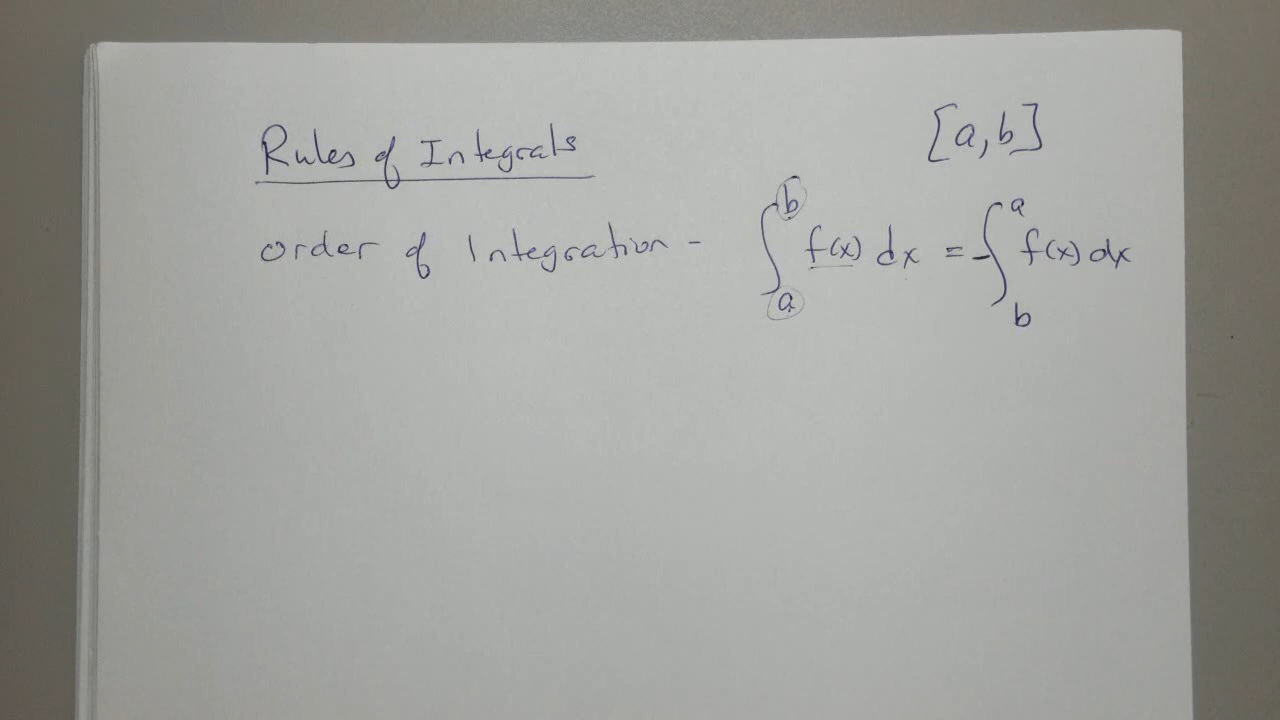 Rules of Integrals
[a,b]
order of Integration - ∫_a^b f(x) dx = -∫_b^a f(x) dx